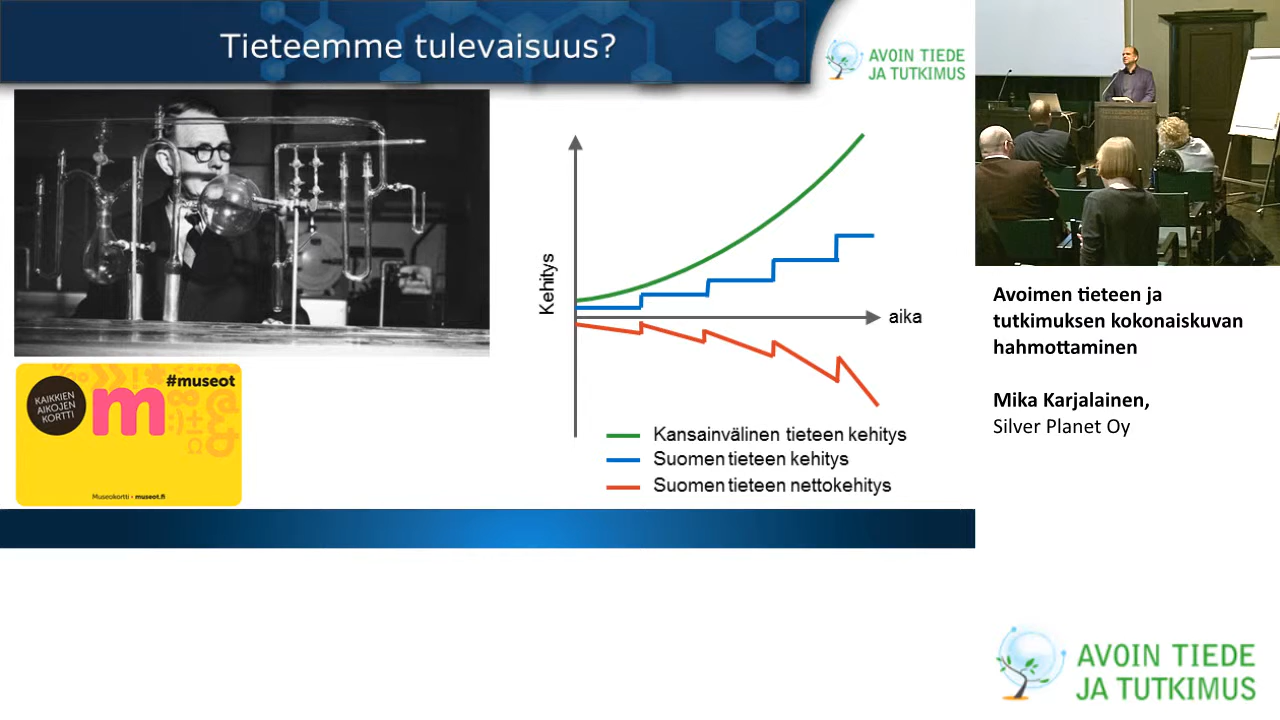 Tieteemme tulevaisuus?
AVOIN TIEDE
JA TUTKIMUS
#museot
KAIKKIEN
AIKOJEN
KORTTI
m
Museokortti • museot.fi
Kehitys
aika
Kansainvälinen tieteen kehitys
Suomen tieteen kehitys
Suomen tieteen nettokehitys
Avoimen tieteen ja
tutkimuksen kokonaiskuvan
hahmottaminen
Mika Karjalainen,
Silver Planet Oy
AVOIN TIEDE
JA TUTKIMUS